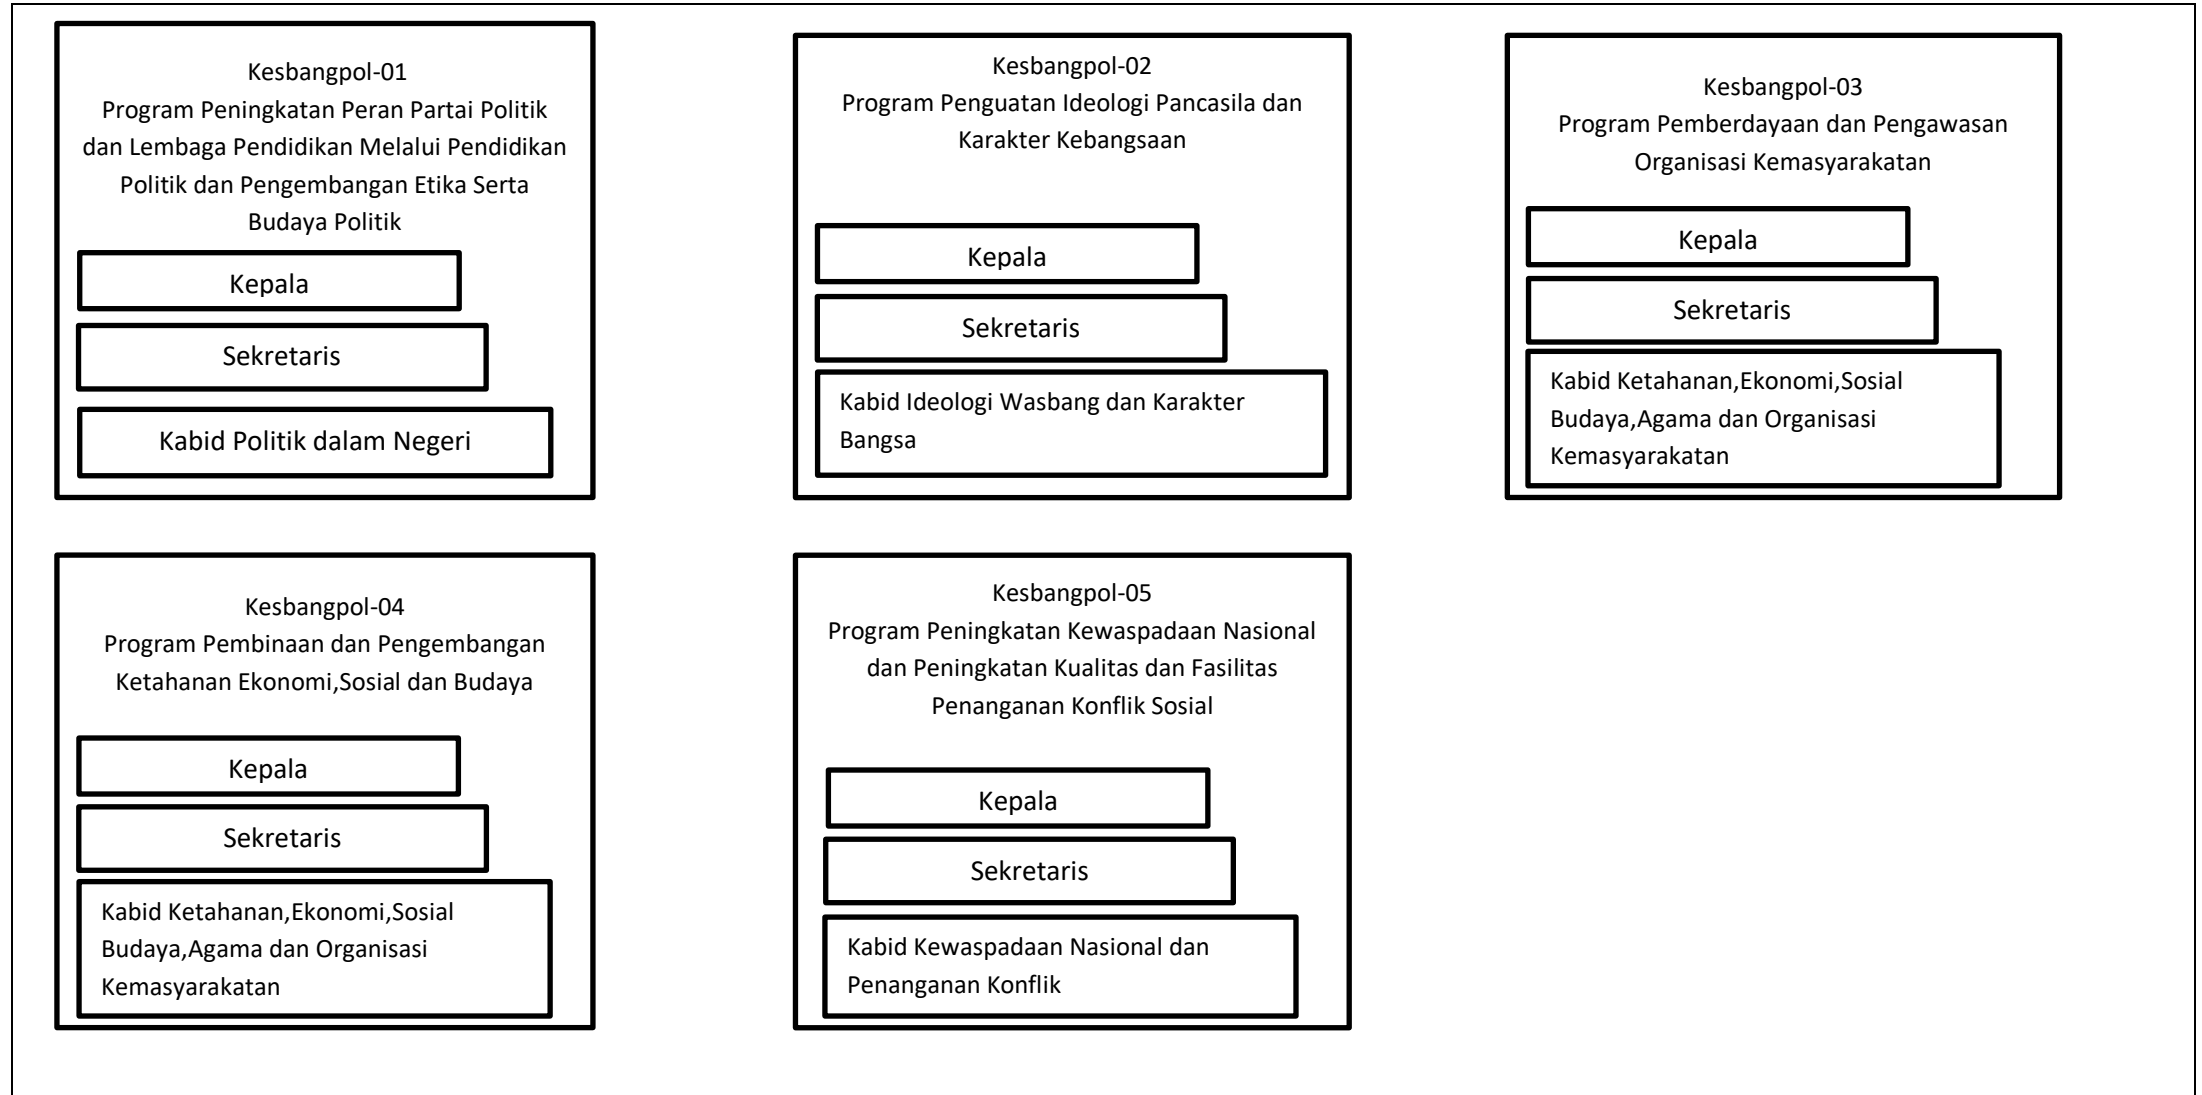 Kesbangpol-01
Program Peningkatan Peran Partai Politik
dan Lembaga Pendidikan Melalui Pendidikan
Politik dan Pengembangan Etika Serta
Budaya Politik
Kepala
Sekretaris
Kabid Politik dalam Negeri
Kesbangpol-02
Program Penguatan Ideologi Pancasila dan
Karakter Kebangsaan
Kepala
Sekretaris
Kabid Ideologi Wasbang dan Karakter
Bangsa
Kesbangpol-03
Program Pemberdayaan dan Pengawasan
Organisasi Kemasyarakatan
Kepala
Sekretaris
Kabid Ketahanan,Ekonomi,Sosial
Budaya,Agama dan Organisasi
Kemasyarakatan
Kesbangpol-04
Program Pembinaan dan Pengembangan
Ketahanan Ekonomi,Sosial dan Budaya
Kepala
Sekretaris
Kabid Ketahanan,Ekonomi,Sosial
Budaya,Agama dan Organisasi
Kemasyarakatan
Kesbangpol-05
Program Peningkatan Kewaspadaan Nasional
dan Peningkatan Kualitas dan Fasilitas
Penanganan Konflik Sosial
Kepala
Sekretaris
Kabid Kewaspadaan Nasional dan
Penanganan Konflik